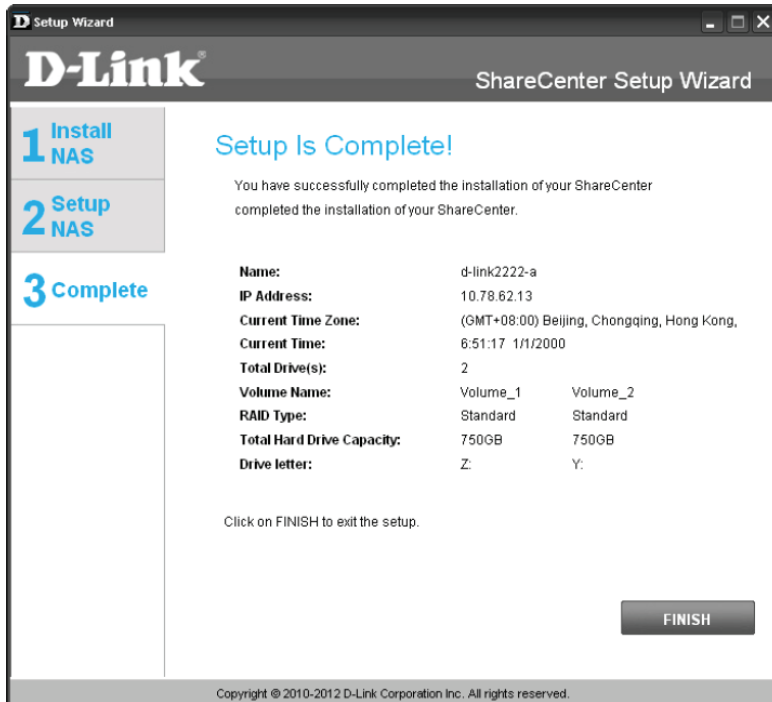 D Setup Wizard
D-Link®
ShareCenter Setup Wizard
1 Install NAS
2 Setup NAS
3 Complete
Setup Is Complete!
You have successfully completed the installation of your ShareCenter
completed the installation of your ShareCenter.
Name: d-link2222-a
IP Address: 10.78.62.13
Current Time Zone: (GMT+08:00) Beijing, Chongqing, Hong Kong,
Current Time: 6:51:17 1/1/2000
Total Drive(s): 2
Volume Name: Volume_1 Volume_2
RAID Type: Standard Standard
Total Hard Drive Capacity: 750GB 750GB
Drive letter: Z: Y:
Click on FINISH to exit the setup.
FINISH
Copyright © 2010-2012 D-Link Corporation Inc. All rights reserved.